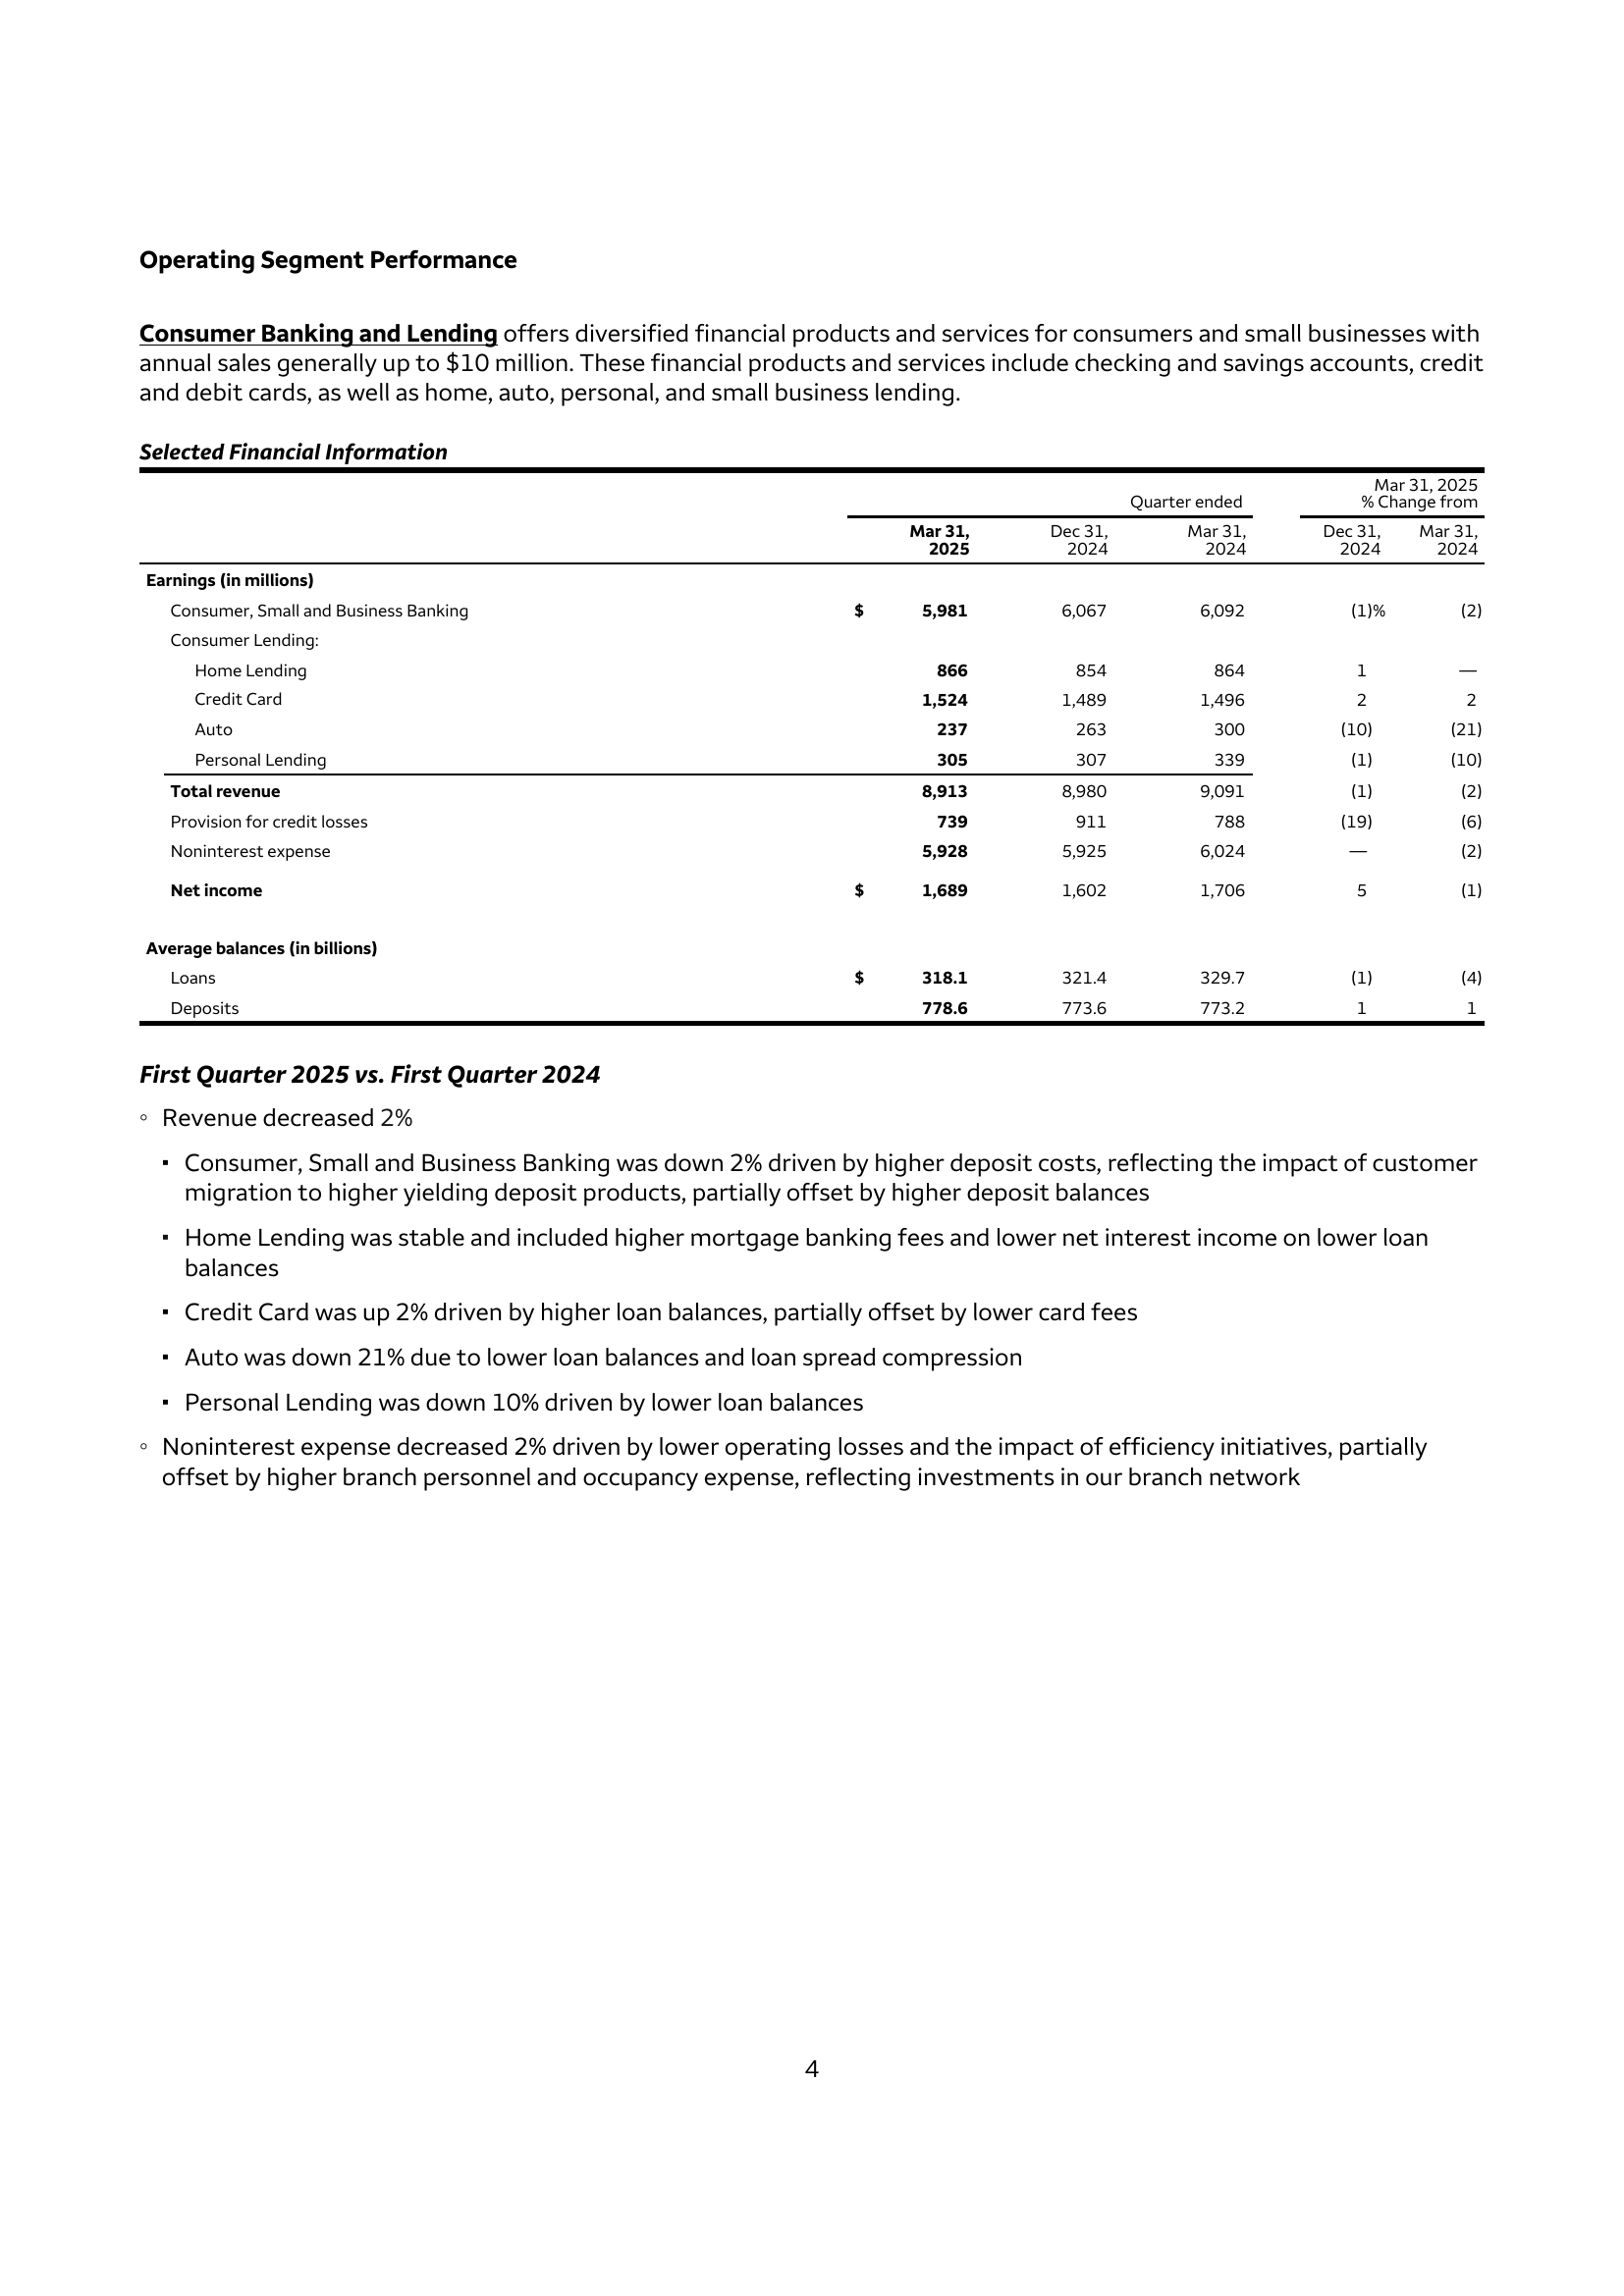 Operating Segment Performance
Consumer Banking and Lending offers diversified financial products and services for consumers and small businesses with
annual sales generally up to $10 million. These financial products and services include checking and savings accounts, credit
and debit cards, as well as home, auto, personal, and small business lending.
Selected Financial Information
Quarter ended Mar 31, 2025 % Change from
Mar 31, 2025 Dec 31, 2024 Mar 31, 2024 Dec 31, 2024 Mar 31, 2024
Earnings (in millions)
Consumer, Small and Business Banking $ 5,981 6,067 6,092 (1)% (2)
Consumer Lending:
Home Lending 866 854 864 1 —
Credit Card 1,524 1,489 1,496 2 2
Auto 237 263 300 (10) (21)
Personal Lending 305 307 339 (1) (10)
Total revenue 8,913 8,980 9,091 (1) (2)
Provision for credit losses 739 911 788 (19) (6)
Noninterest expense 5,928 5,925 6,024 — (2)
Net income $ 1,689 1,602 1,706 5 (1)
Average balances (in billions)
Loans $ 318.1 321.4 329.7 (1) (4)
Deposits 778.6 773.6 773.2 1 1
First Quarter 2025 vs. First Quarter 2024
◦ Revenue decreased 2%
▪ Consumer, Small and Business Banking was down 2% driven by higher deposit costs, reflecting the impact of customer
migration to higher yielding deposit products, partially offset by higher deposit balances
▪ Home Lending was stable and included higher mortgage banking fees and lower net interest income on lower loan
balances
▪ Credit Card was up 2% driven by higher loan balances, partially offset by lower card fees
▪ Auto was down 21% due to lower loan balances and loan spread compression
▪ Personal Lending was down 10% driven by lower loan balances
◦ Noninterest expense decreased 2% driven by lower operating losses and the impact of efficiency initiatives, partially
offset by higher branch personnel and occupancy expense, reflecting investments in our branch network
4